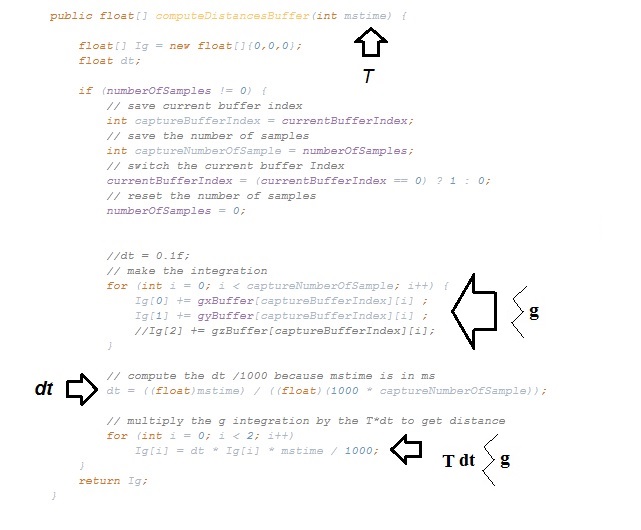 public float[] computeDistancesBuffer(int mstime) {
T
float[] Ig = new float[]{0,0,0};
float dt;
if (numberOfSamples != 0) {
// save current buffer index
int captureBufferIndex = currentBufferIndex;
// save the number of samples
int captureNumberOfSample = numberOfSamples;
// switch the current buffer Index
currentBufferIndex = (currentBufferIndex == 0) ? 1 : 0;
// reset the number of samples
numberOfSamples = 0;
//dt = 0.1f;
// make the integration
for (int i = 0; i < captureNumberOfSample; i++) {
Ig[0] += gxBuffer[captureBufferIndex][i] ;
Ig[1] += gyBuffer[captureBufferIndex][i] ;
//Ig[2] += gzBuffer[captureBufferIndex][i];
}
g
// compute the dt /1000 because mstime is in ms
dt
dt = ((float)mstime) / ((float)(1000 * captureNumberOfSample));
// multiply the g integration by the T*dt to get distance
for (int i = 0; i < 2; i++)
Ig[i] = dt * Ig[i] * mstime / 1000;
T dt g
}
return Ig;
}